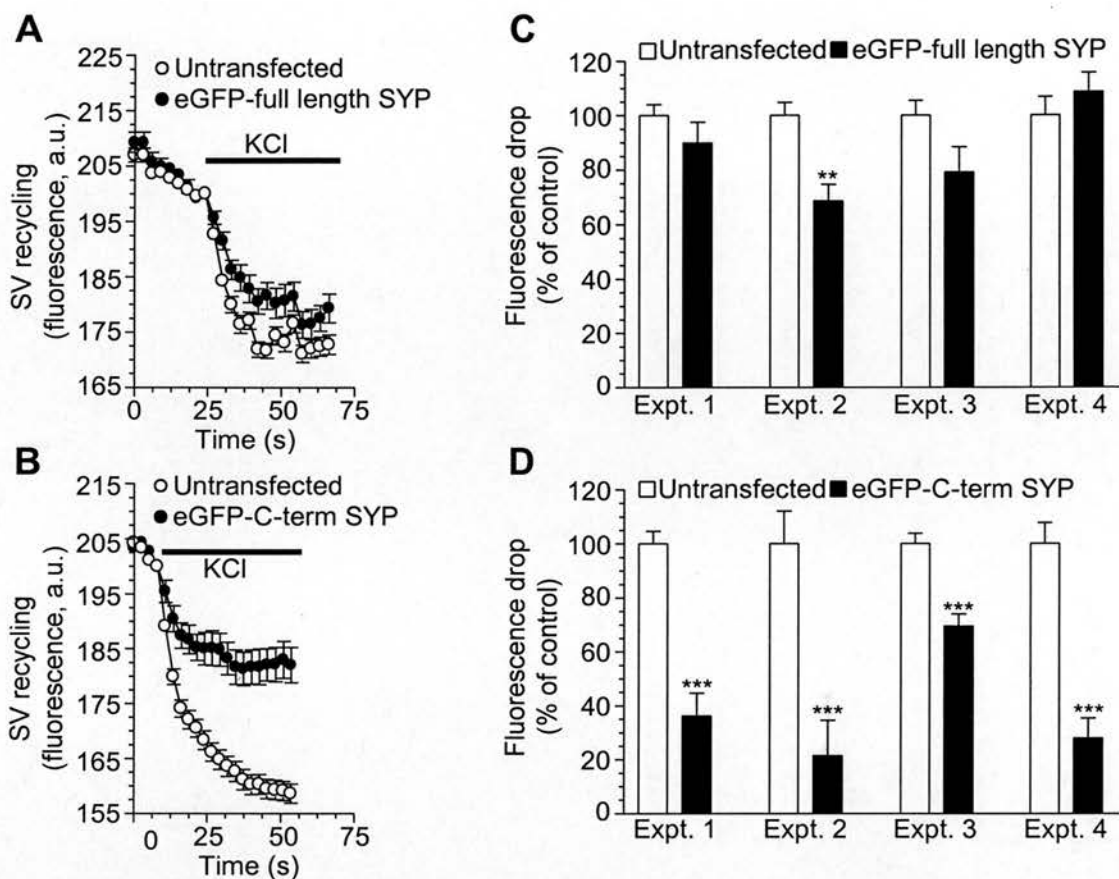 A
SV recycling
(fluorescence, a.u.)
225
215
205
195
185
175
165
Untransfected
eGFP-full length SYP
KCl
0 25 50 75
Time (s)
B
SV recycling
(fluorescence, a.u.)
215
205
195
185
175
165
155
Untransfected
eGFP-C-term SYP
KCl
0 25 50 75
Time (s)
C
Untransfected eGFP-full length SYP
Fluorescence drop
(% of control)
120
100
80
60
40
20
0
**
Expt. 1 Expt. 2 Expt. 3 Expt. 4
D
Untransfected eGFP-C-term SYP
Fluorescence drop
(% of control)
120
100
80
60
40
20
0
*** *** *** ***
Expt. 1 Expt. 2 Expt. 3 Expt. 4